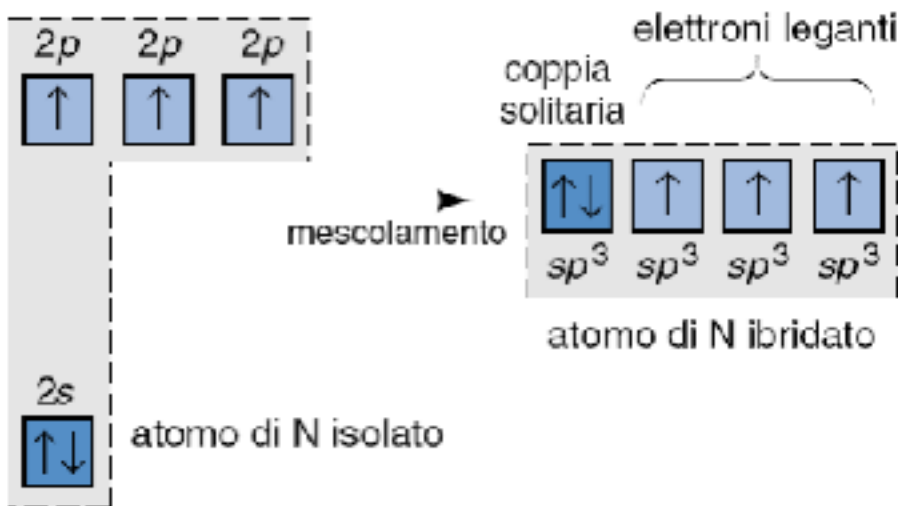 2p 2p 2p
elettroni leganti
coppia
solitaria
mescolamento
sp³ sp³ sp³ sp³
atomo di N ibridato
2s
atomo di N isolato